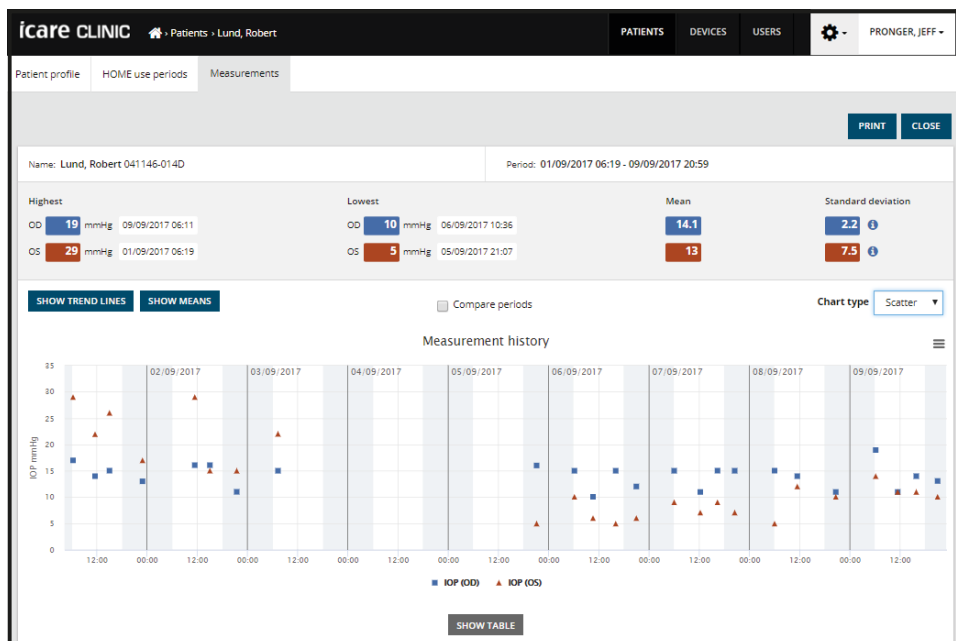 icare CLINIC › Patients › Lund, Robert PATIENTS DEVICES USERS PRONGER, JEFF
Patient profile HOME use periods Measurements
PRINT CLOSE
Name: Lund, Robert 041146-014D Period: 01/09/2017 06:19 - 09/09/2017 20:59
Highest Lowest Mean Standard deviation
OD 19 mmHg 09/09/2017 06:11 OD 10 mmHg 06/09/2017 10:36 14.1 2.2
OS 29 mmHg 01/09/2017 06:19 OS 5 mmHg 05/09/2017 21:07 13 7.5
SHOW TREND LINES SHOW MEANS Compare periods Chart type Scatter
Measurement history
35
02/09/2017 03/09/2017 04/09/2017 05/09/2017 06/09/2017 07/09/2017 08/09/2017 09/09/2017
30
25
20
IOP mmHg
15
10
5
0
12:00 00:00 12:00 00:00 12:00 00:00 12:00 00:00 12:00 00:00 12:00 00:00 12:00 00:00 12:00 00:00 12:00
IOP (OD) IOP (OS)
SHOW TABLE